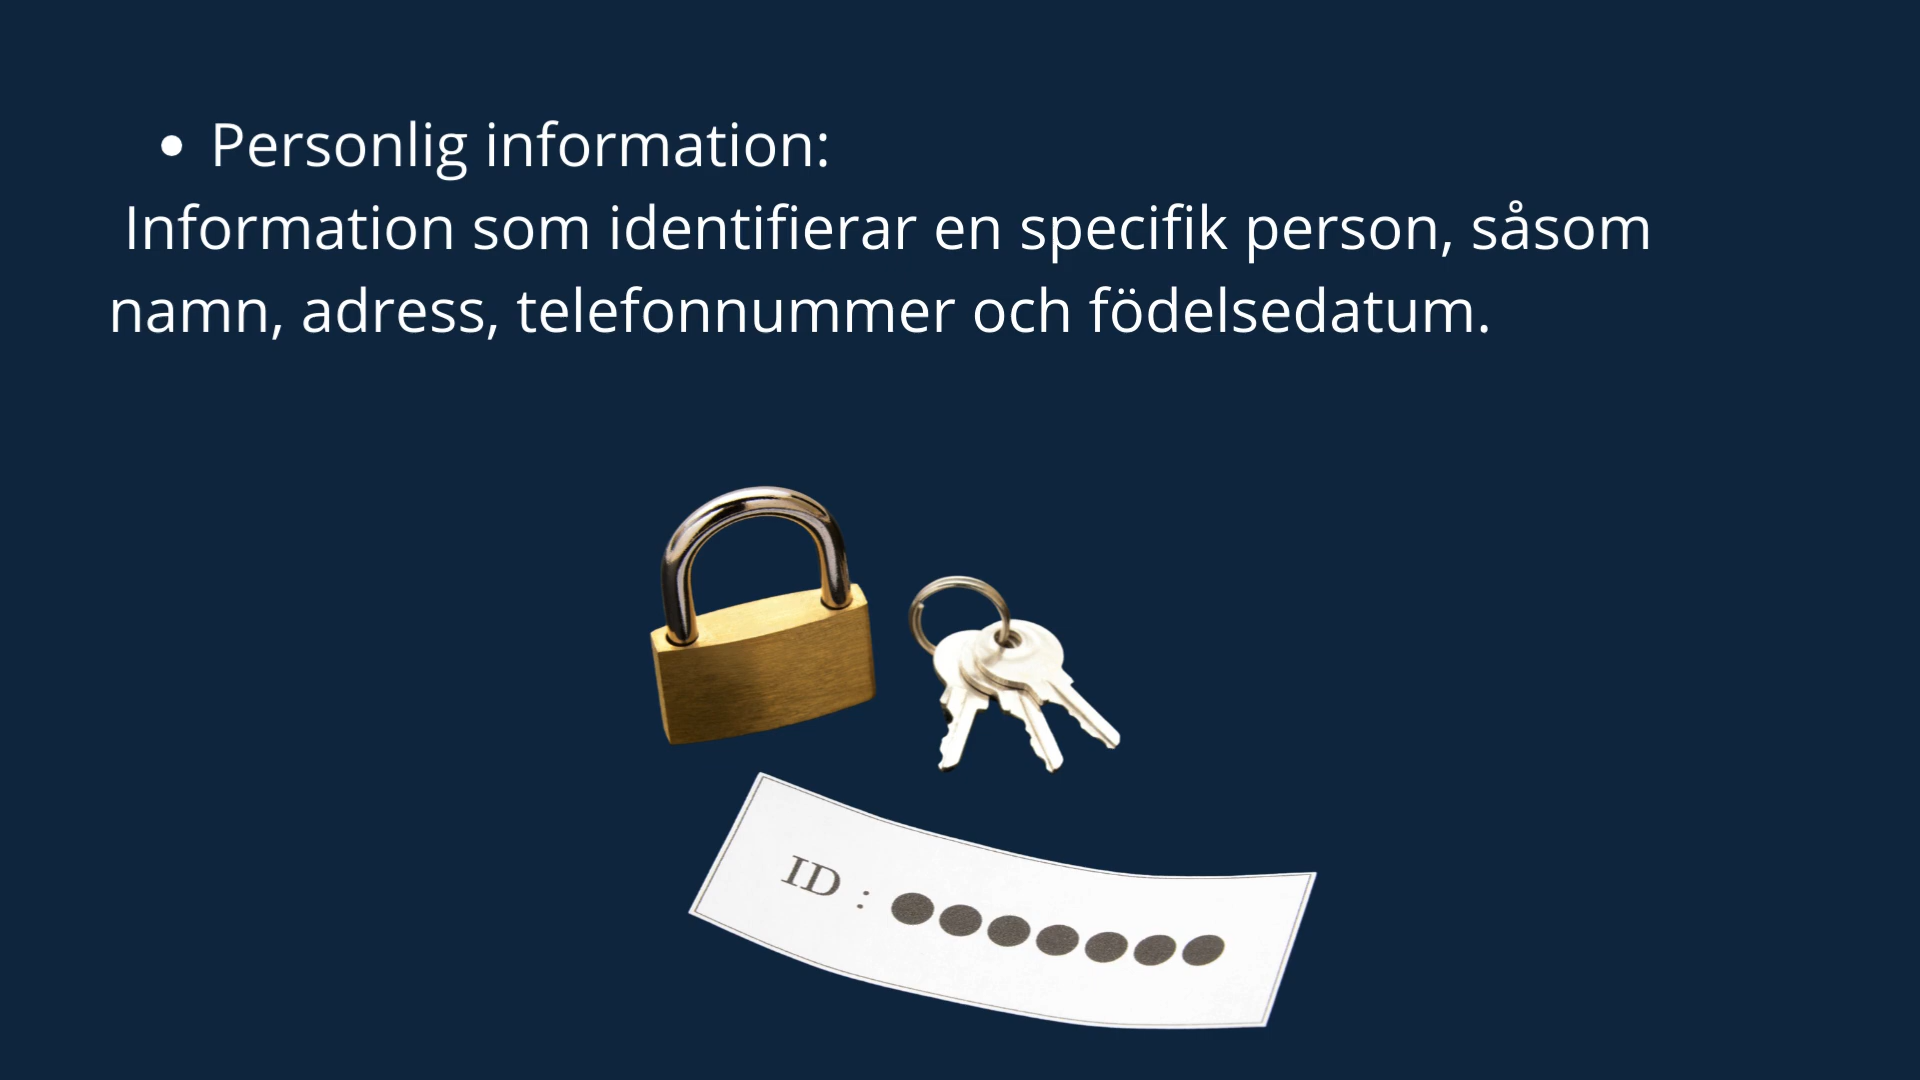 • Personlig information:
Information som identifierar en specifik person, såsom
namn, adress, telefonnummer och födelsedatum.
ID : ●●●●●●●